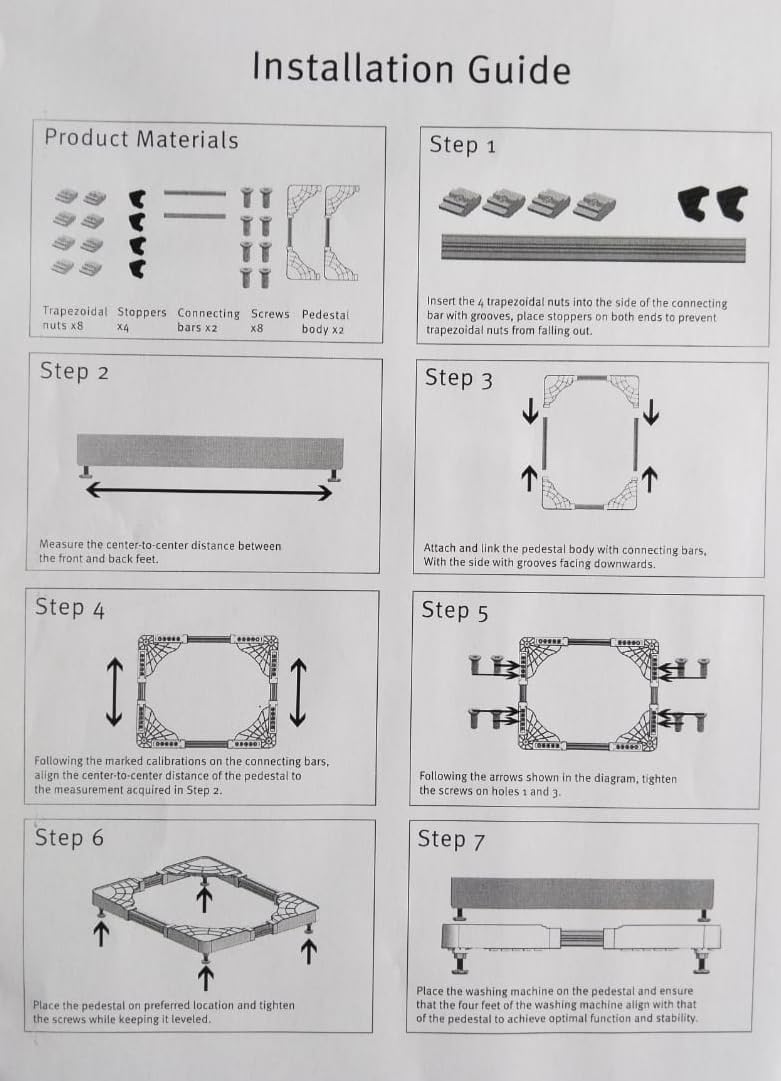 Installation Guide
Product Materials
Trapezoidal nuts x8
Stoppers x4
Connecting bars x2
Screws x8
Pedestal body x2
Step 1
Insert the 4 trapezoidal nuts into the side of the connecting
bar with grooves, place stoppers on both ends to prevent
trapezoidal nuts from falling out.
Step 2
Measure the center-to-center distance between
the front and back feet.
Step 3
Attach and link the pedestal body with connecting bars,
With the side with grooves facing downwards.
Step 4
Following the marked calibrations on the connecting bars,
align the center-to-center distance of the pedestal to
the measurement acquired in Step 2.
Step 5
Following the arrows shown in the diagram, tighten
the screws on holes 1 and 3.
Step 6
Place the pedestal on preferred location and tighten
the screws while keeping it leveled.
Step 7
Place the washing machine on the pedestal and ensure
that the four feet of the washing machine align with that
of the pedestal to achieve optimal function and stability.